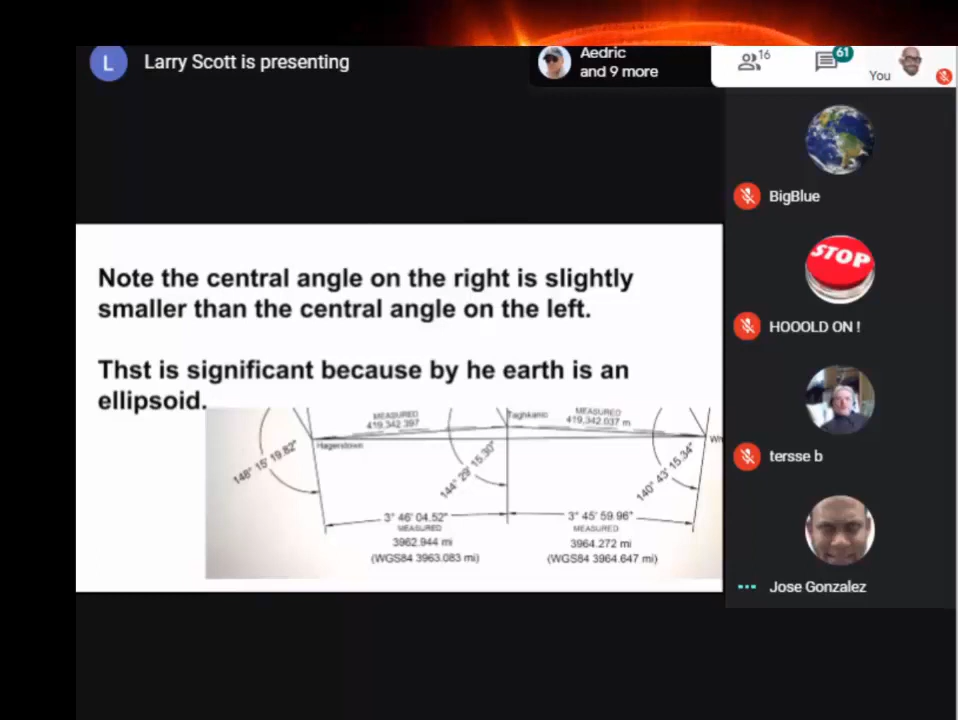 L
Larry Scott is presenting
Aedric
and 9 more
16
61
You
BigBlue
STOP
HOOOLD ON !
tersse b
Jose Gonzalez
Note the central angle on the right is slightly
smaller than the central angle on the left.
Thst is significant because by he earth is an
ellipsoid.
MEASURED
419,342.397
Taghkanic
MEASURED
419,342.037 m
Hagerstown
148° 15' 19.82"
144° 29' 15.30"
140° 43' 15.34"
3° 46' 04.52"
MEASURED
3962.944 mi
(WGS84 3963.083 mi)
3° 45' 59.96"
MEASURED
3964.272 mi
(WGS84 3964.647 mi)